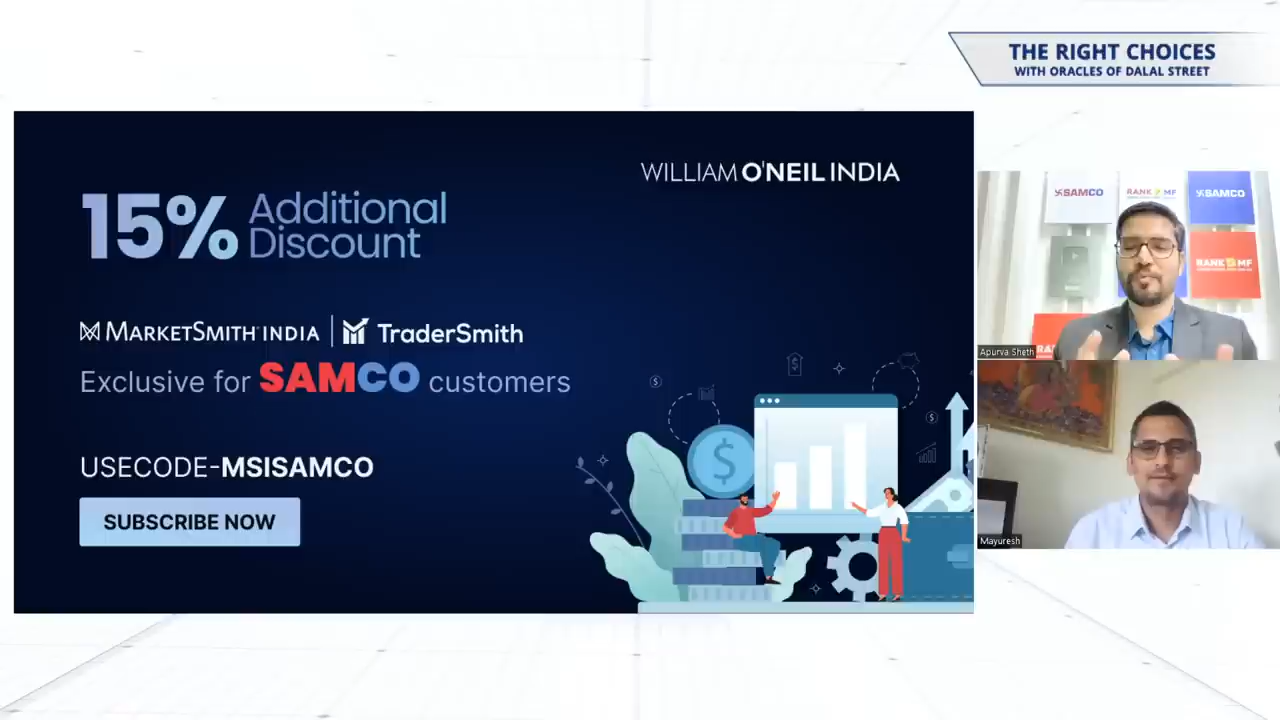 THE RIGHT CHOICES
WITH ORACLES OF DALAL STREET
WILLIAM O'NEIL INDIA
15% Additional
Discount
MARKETSMITH INDIA | TraderSmith
Exclusive for SAMCO customers
USECODE-MSISAMCO
SUBSCRIBE NOW
SAMCO
RANK MF
SAMCO
RANK MF
Apurva Sheth
Mayuresh